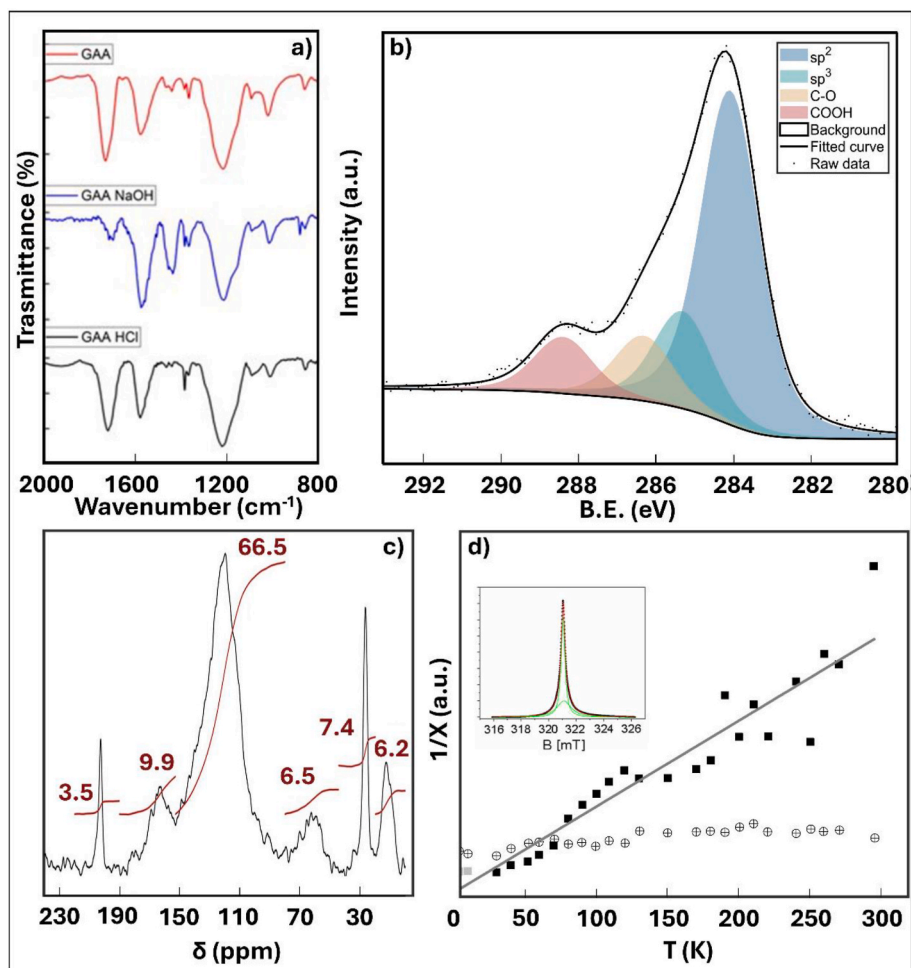 a)
GAA
GAA NaOH
GAA HCl
Trasmittance (%)
2000 1600 1200 800
Wavenumber (cm⁻¹)
b)
sp²
sp³
C-O
COOH
Background
Fitted curve
Raw data
Intensity (a.u.)
292 290 288 286 284 282 280
B.E. (eV)
c)
3.5
9.9
66.5
6.5
7.4
6.2
230 190 150 110 70 30
δ (ppm)
d)
316 318 320 322 324 326
B [mT]
1/X (a.u.)
0 50 100 150 200 250 300
T (K)